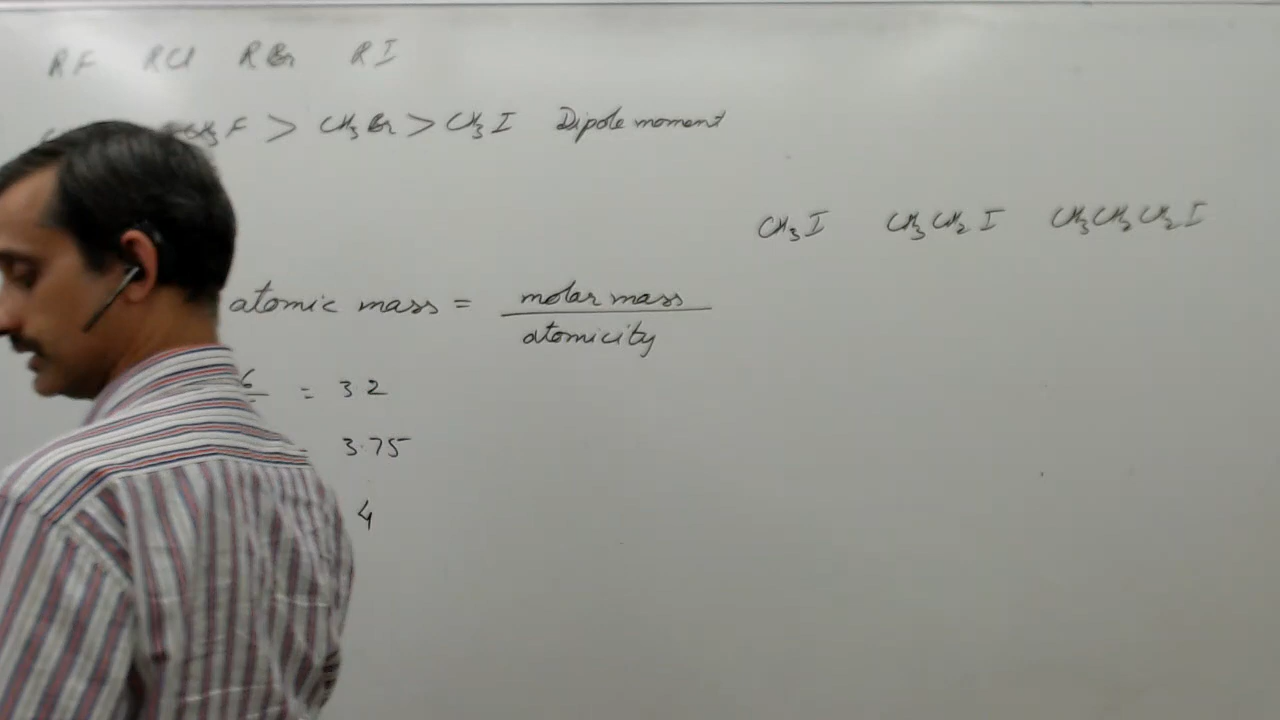 RF RCl RBr RI
CH3F > CH3Br > CH3I Dipole moment
CH3I CH3CH2I CH3CH2CH2I
atomic mass = molar mass
atomicity
6 = 3.2
3.75
4